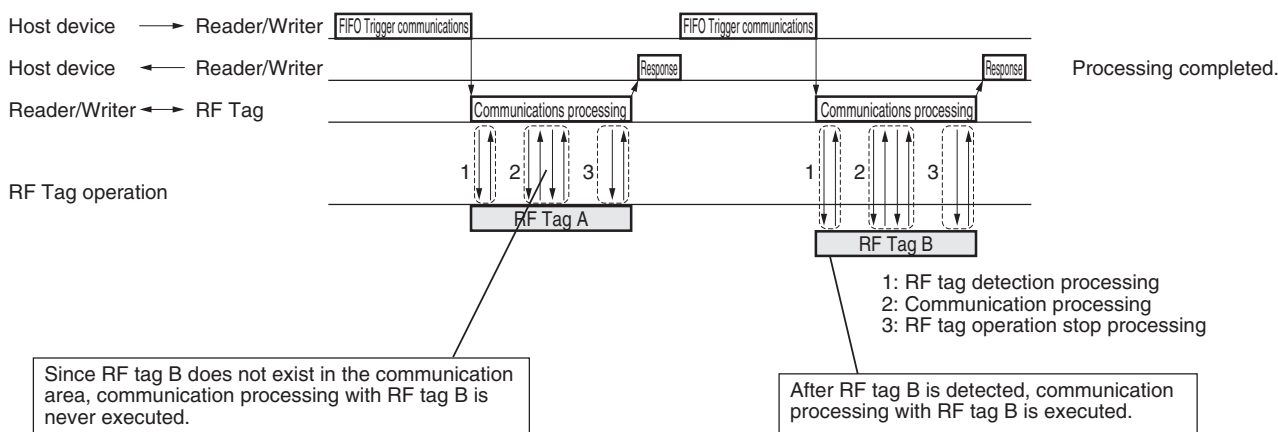 Host device → Reader/Writer FIFO Trigger communications FIFO Trigger communications
Host device ← Reader/Writer Response Response Processing completed.
Reader/Writer ↔ RF Tag Communications processing Communications processing
1 2 3 1 2 3
RF Tag operation
RF Tag A
RF Tag B
1: RF tag detection processing
2: Communication processing
3: RF tag operation stop processing
Since RF tag B does not exist in the communication
area, communication processing with RF tag B is
never executed.
After RF tag B is detected, communication
processing with RF tag B is executed.